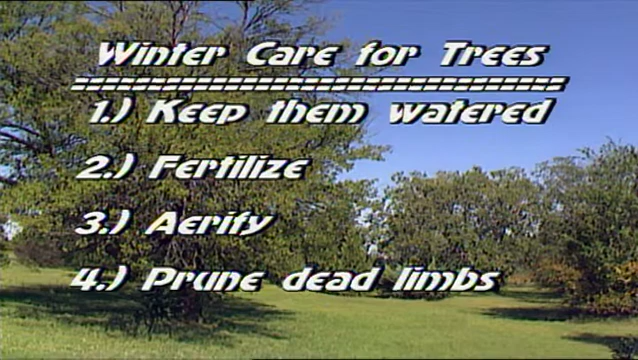 Winter Care for Trees
1.) Keep them watered
2.) Fertilize
3.) Aerify
4.) Prune dead limbs